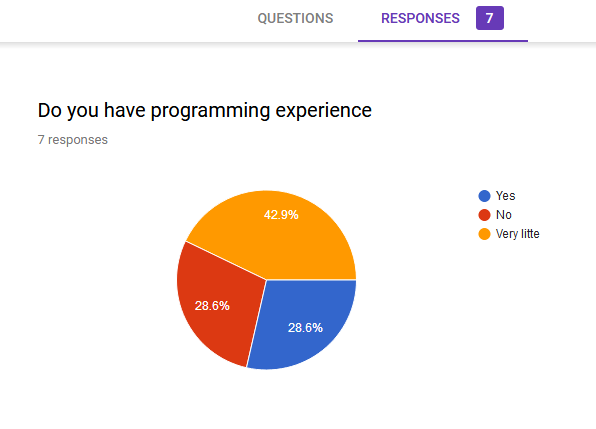 QUESTIONS RESPONSES 7
Do you have programming experience
7 responses
42.9%
28.6%
28.6%
Yes
No
Very litte